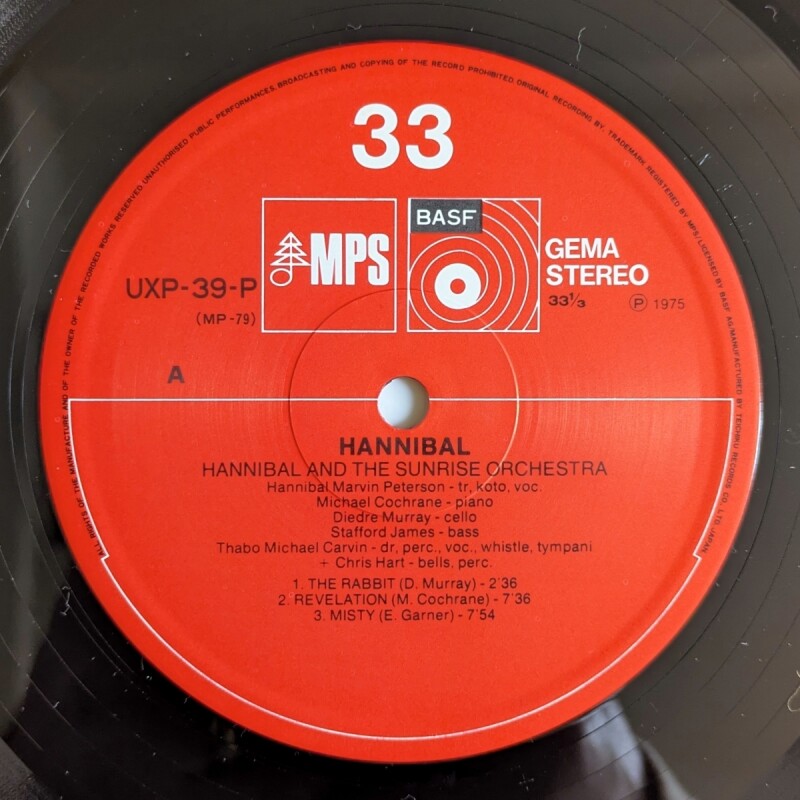 ALL RIGHTS OF THE MANUFACTURE AND OF THE OWNER OF THE RECORDED WORKS RESERVED UNAUTHORISED PUBLIC PERFORMANCES, BROADCASTING AND COPYING OF THE RECORD PROHIBITED. ORIGINAL RECORDING BY, TRADEMARK REGISTERED BY MPS/LICENSED BY BASF AG/MANUFACTURED BY TEICHIKU RECORDS CO., LTD. JAPAN.
33
MPS
BASF
GEMA
STEREO
33⅓
℗ 1975
UXP-39-P
(MP-79)
A
HANNIBAL
HANNIBAL AND THE SUNRISE ORCHESTRA
Hannibal Marvin Peterson - tr, koto, voc.
Michael Cochrane - piano
Diedre Murray - cello
Stafford James - bass
Thabo Michael Carvin - dr, perc., voc., whistle, tympani
+ Chris Hart - bells, perc.
1. THE RABBIT (D. Murray) - 2'36
2. REVELATION (M. Cochrane) - 7'36
3. MISTY (E. Garner) - 7'54